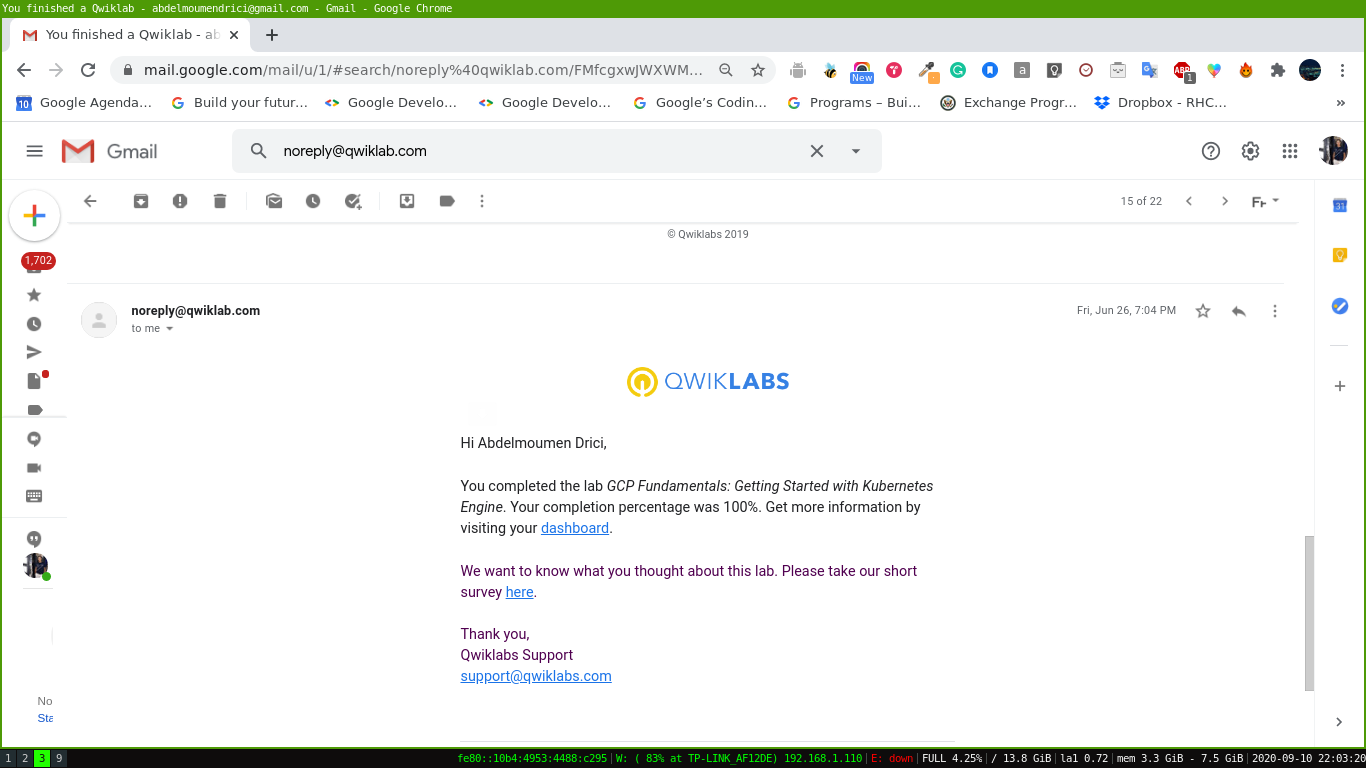 You finished a Qwiklab - abdelmoumendrici@gmail.com - Gmail - Google Chrome
You finished a Qwiklab - ab
mail.google.com/mail/u/1/#search/noreply%40qwiklab.com/FMfcgxwJWXWM...
New
a
ABP
1
10
Google Agenda...
Build your futur...
Google Develo...
Google Develo...
Google's Codin...
Programs – Bui...
Exchange Progr...
Dropbox - RHC...
»
Gmail
noreply@qwiklab.com
15 of 22
31
1,702
© Qwiklabs 2019
noreply@qwiklab.com
Fri, Jun 26, 7:04 PM
to me
QWIKLABS
Hi Abdelmoumen Drici,
You completed the lab GCP Fundamentals: Getting Started with Kubernetes
Engine. Your completion percentage was 100%. Get more information by
visiting your dashboard.
We want to know what you thought about this lab. Please take our short
survey here.
Thank you,
Qwiklabs Support
support@qwiklabs.com
No
Sta
1 2 3 9
fe80::10b4:4953:4488:c295 | W: ( 83% at TP-LINK_AF12DE) 192.168.1.110 | E: down | FULL 4.25% | / 13.8 GiB | la1 0.72 | mem 3.3 GiB - 7.5 GiB | 2020-09-10 22:03:20